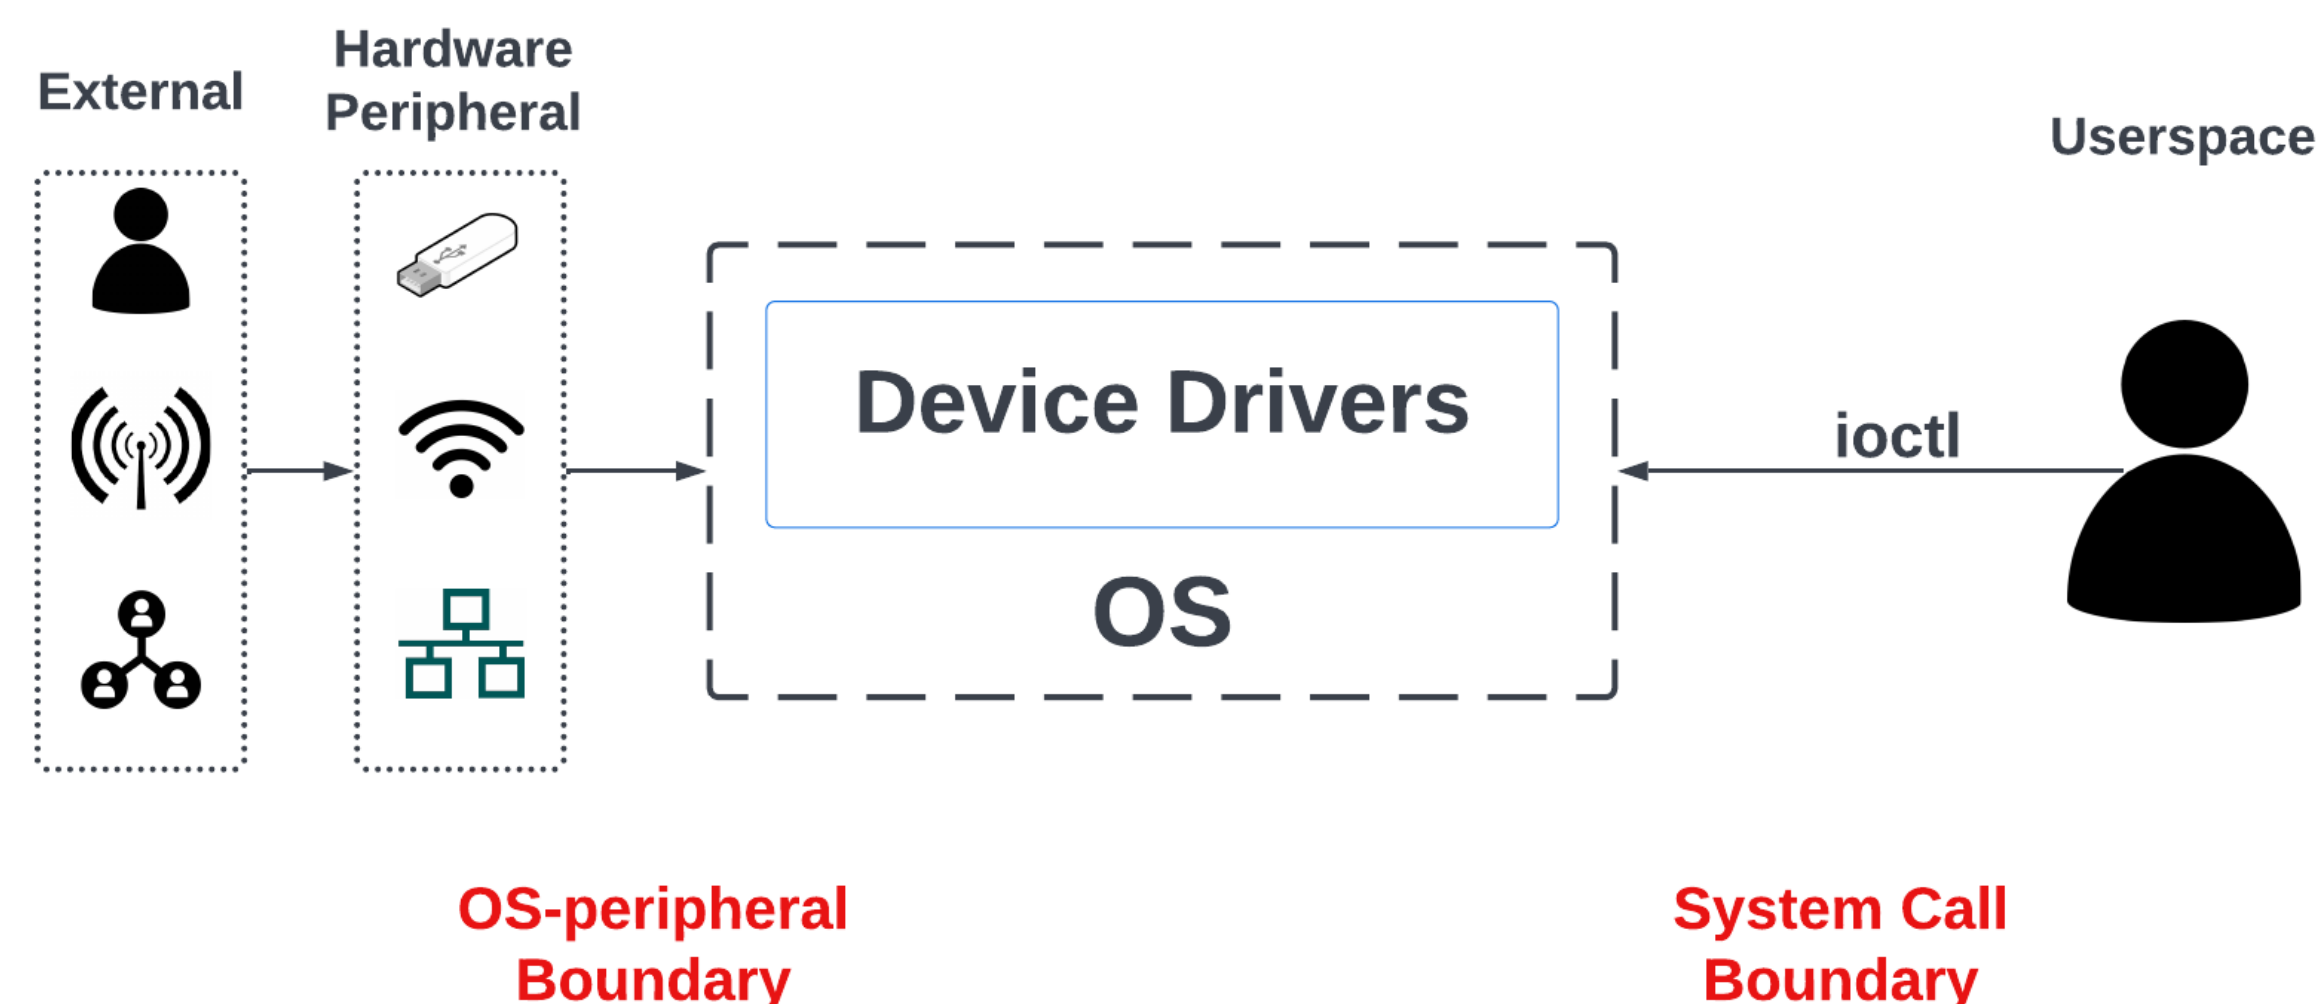 External
Hardware
Peripheral
Userspace
Device Drivers
OS
ioctl
OS-peripheral
Boundary
System Call
Boundary